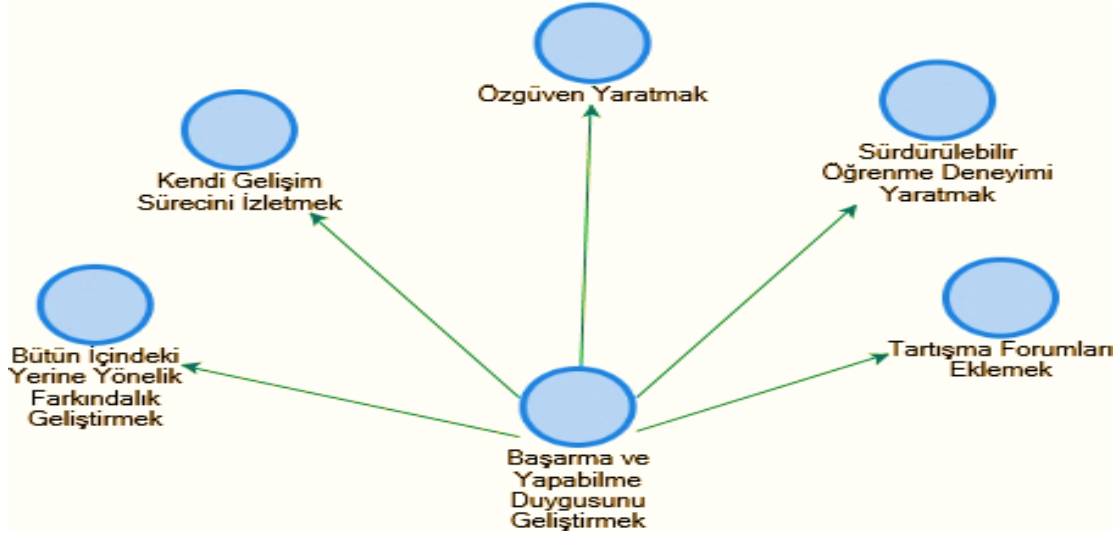 Özgüven Yaratmak
Sürdürülebilir
Öğrenme Deneyimi
Yaratmak
Kendi Gelişim
Sürecini İzletmek
Bütün İçindeki
Yerine Yönelik
Farkındalık
Geliştirmek
Tartışma Forumları
Eklemek
Başarma ve
Yapabilme
Duygusunu
Geliştirmek